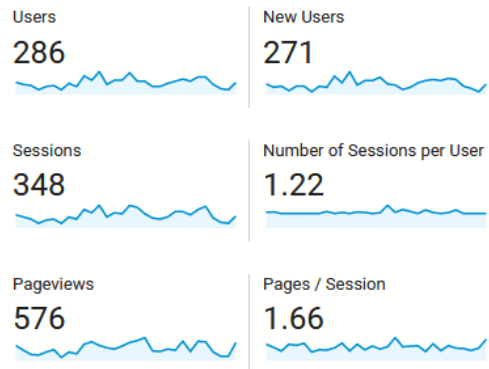 Users
286
New Users
271
Sessions
348
Number of Sessions per User
1.22
Pageviews
576
Pages / Session
1.66